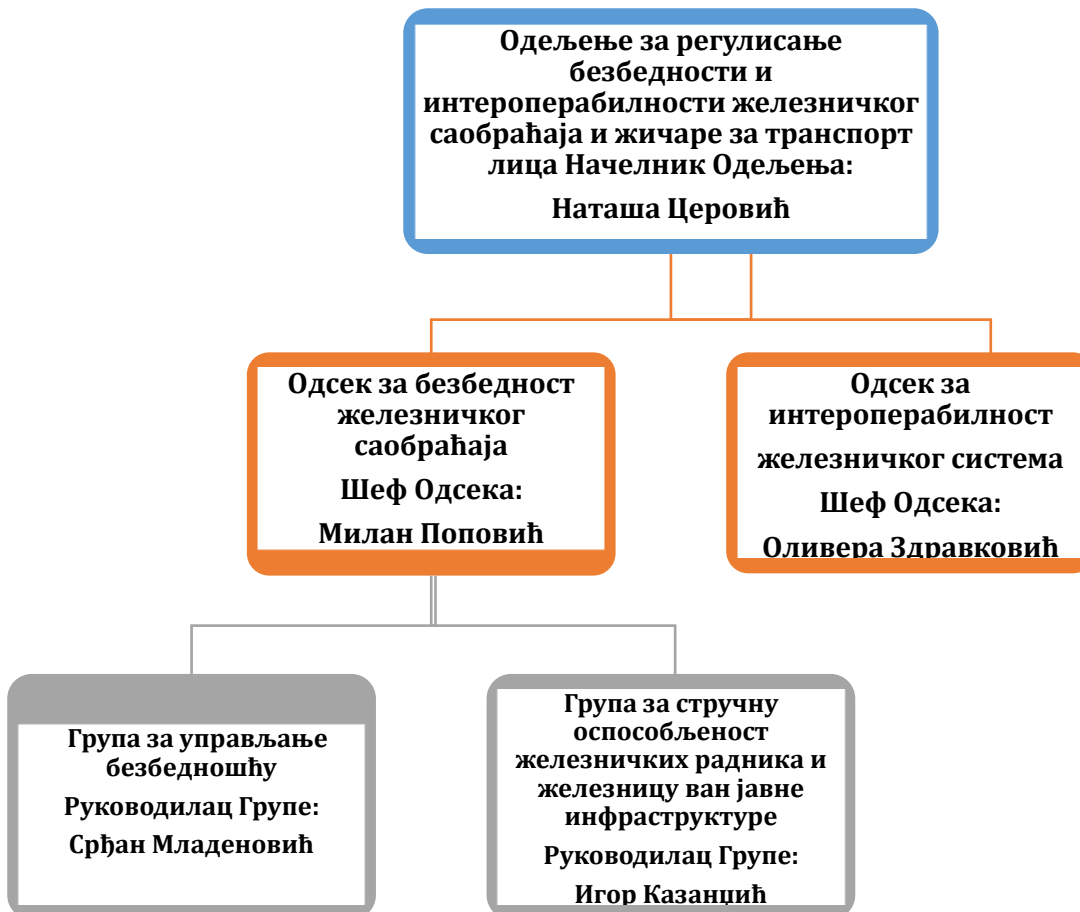 Одељење за регулисање
безбедности и
интероперабилности железничког
саобраћаја и жичаре за транспорт
лица Начелник Одељења:
Наташа Церовић
Одсек за безбедност
железничког
саобраћаја
Шеф Одсека:
Милан Поповић
Одсек за
интероперабилност
железничког система
Шеф Одсека:
Оливера Здравковић
Група за управљање
безбедношћу
Руководилац Групе:
Срђан Младеновић
Група за стручну
оспособљеност
железничких радника и
железницу ван јавне
инфраструктуре
Руководилац Групе:
Игор Казанџић